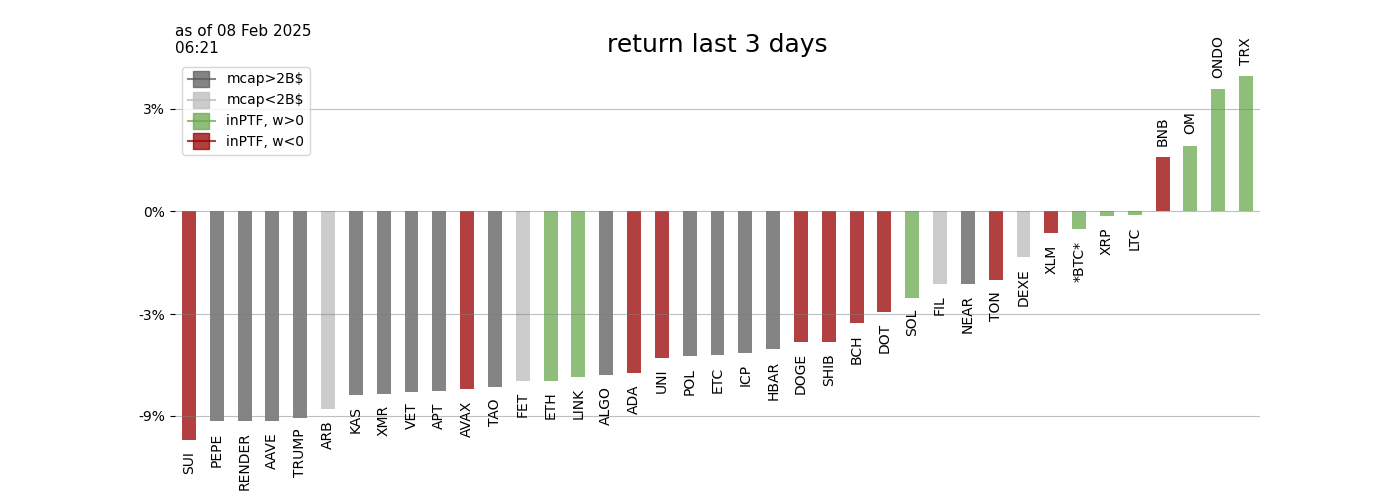 as of 08 Feb 2025
06:21
return last 3 days
mcap>2B$
mcap<2B$
inPTF, w>0
inPTF, w<0
3%
0%
-3%
-9%
SUI
PEPE
RENDER
AAVE
TRUMP
ARB
KAS
XMR
VET
APT
AVAX
TAO
FET
ETH
LINK
ALGO
ADA
UNI
POL
ETC
ICP
HBAR
DOGE
SHIB
BCH
DOT
SOL
FIL
NEAR
TON
DEXE
XLM
*BTC*
XRP
LTC
BNB
OM
ONDO
TRX